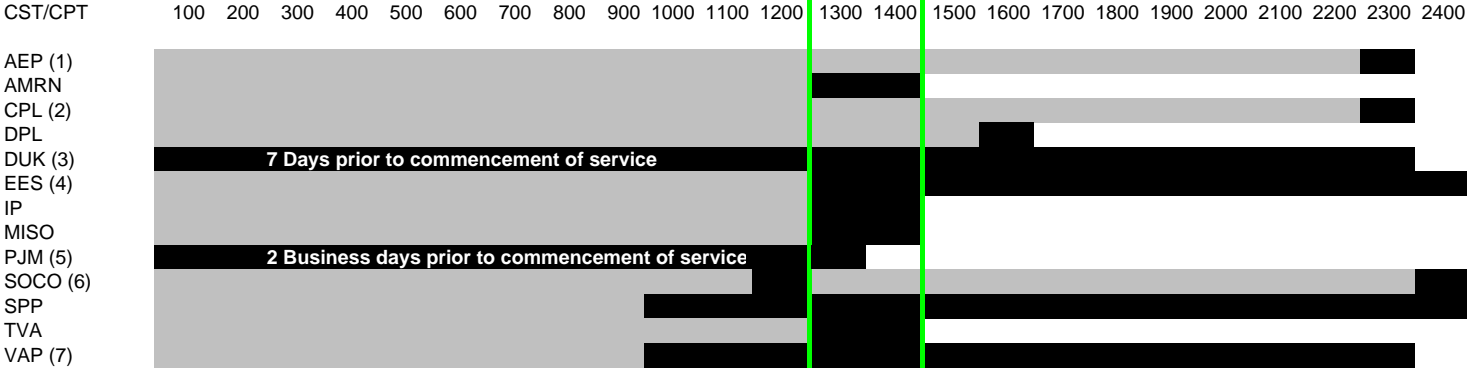 CST/CPT 100 200 300 400 500 600 700 800 900 1000 1100 1200 1300 1400 1500 1600 1700 1800 1900 2000 2100 2200 2300 2400
AEP (1)
AMRN
CPL (2)
DPL
DUK (3) 7 Days prior to commencement of service
EES (4)
IP
MISO
PJM (5) 2 Business days prior to commencement of service
SOCO (6)
SPP
TVA
VAP (7)